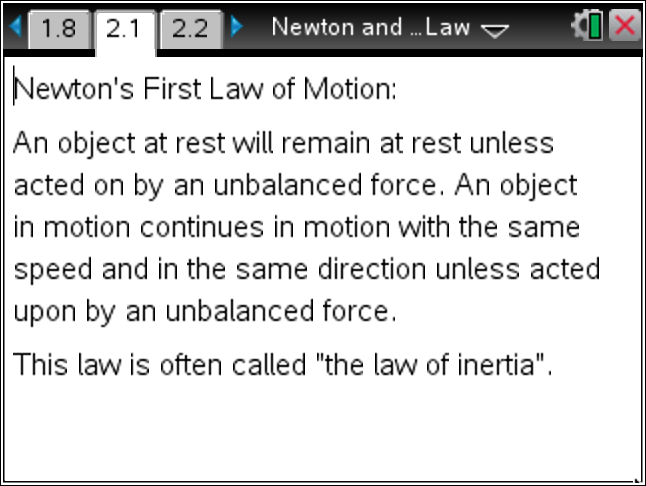 1.8 2.1 2.2 Newton and ...Law
Newton's First Law of Motion:
An object at rest will remain at rest unless
acted on by an unbalanced force. An object
in motion continues in motion with the same
speed and in the same direction unless acted
upon by an unbalanced force.
This law is often called "the law of inertia".